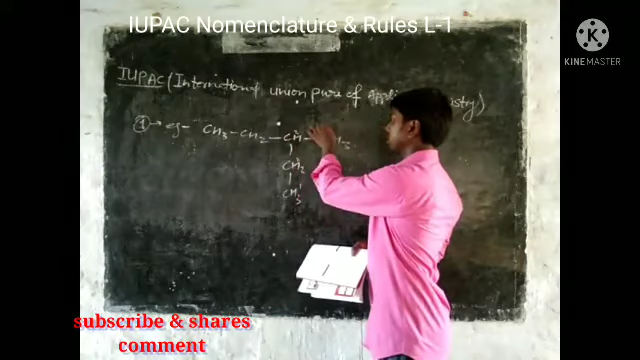 IUPAC Nomenclature & Rules L-1
KINEMASTER
IUPAC (International union pure of
① → eg - CH3 - CH2 - CH -
CH2
CH3
subscribe & shares
comment